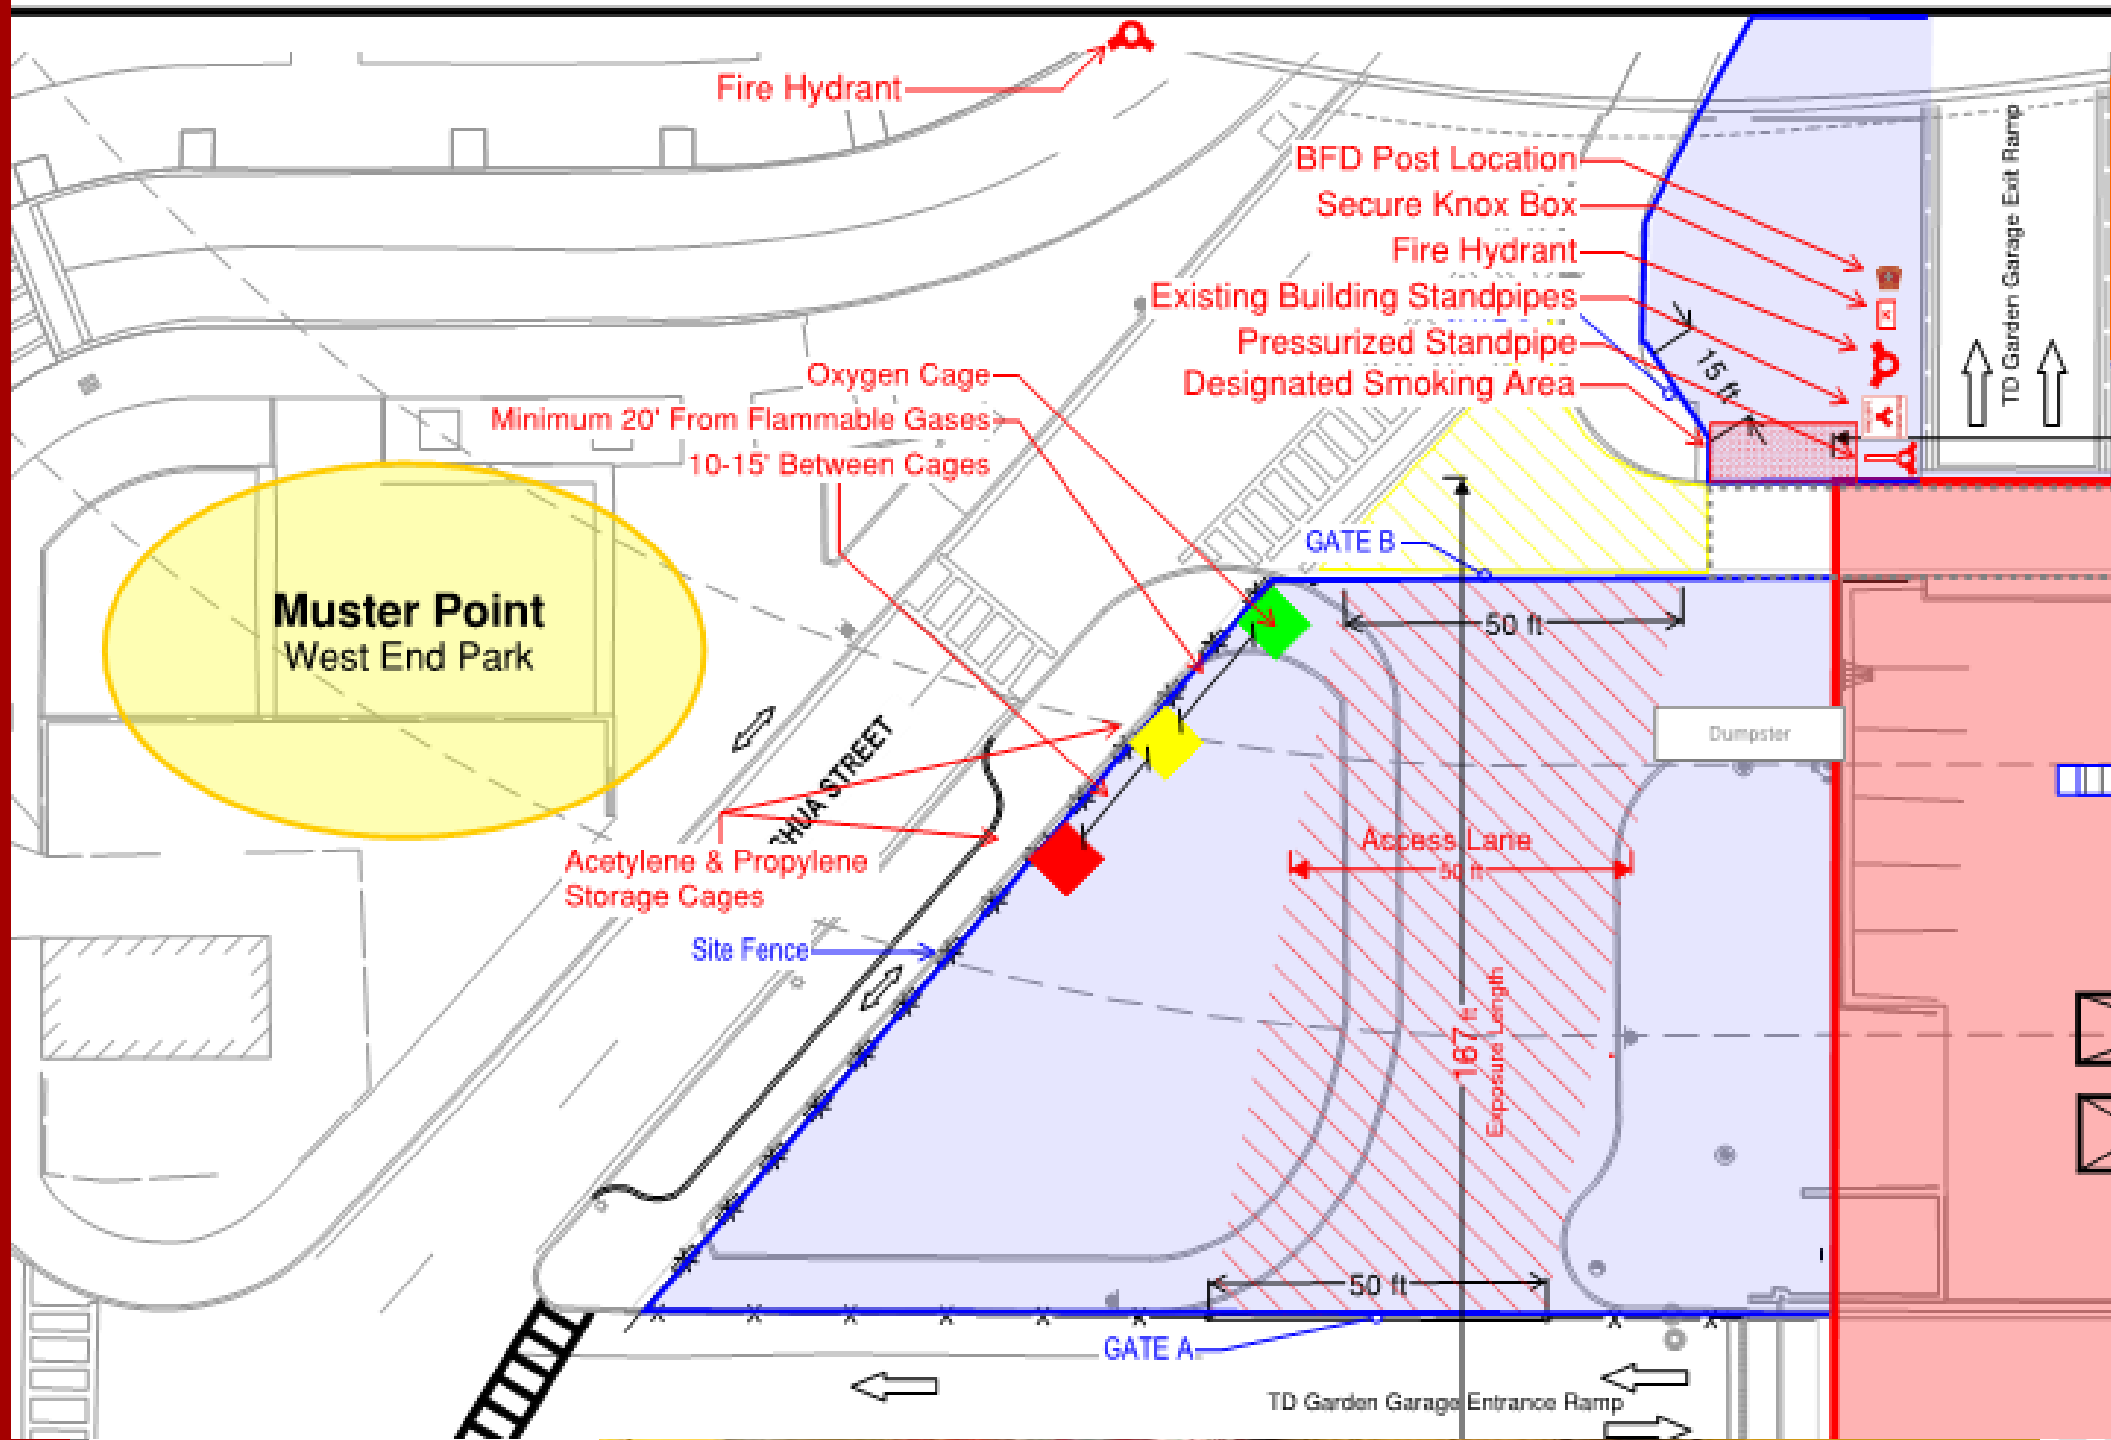 Fire Hydrant
BFD Post Location
Secure Knox Box
Fire Hydrant
Existing Building Standpipes
Pressurized Standpipe
Designated Smoking Area
15 ft
TD Garden Garage Exit Ramp
Oxygen Cage
Minimum 20' From Flammable Gases
10-15' Between Cages
GATE B
50 ft
Muster Point
West End Park
Dumpster
SHUA STREET
Access Lane
50 ft
Acetylene & Propylene
Storage Cages
Site Fence
167 ft
Exposure Length
50 ft
GATE A
TD Garden Garage Entrance Ramp